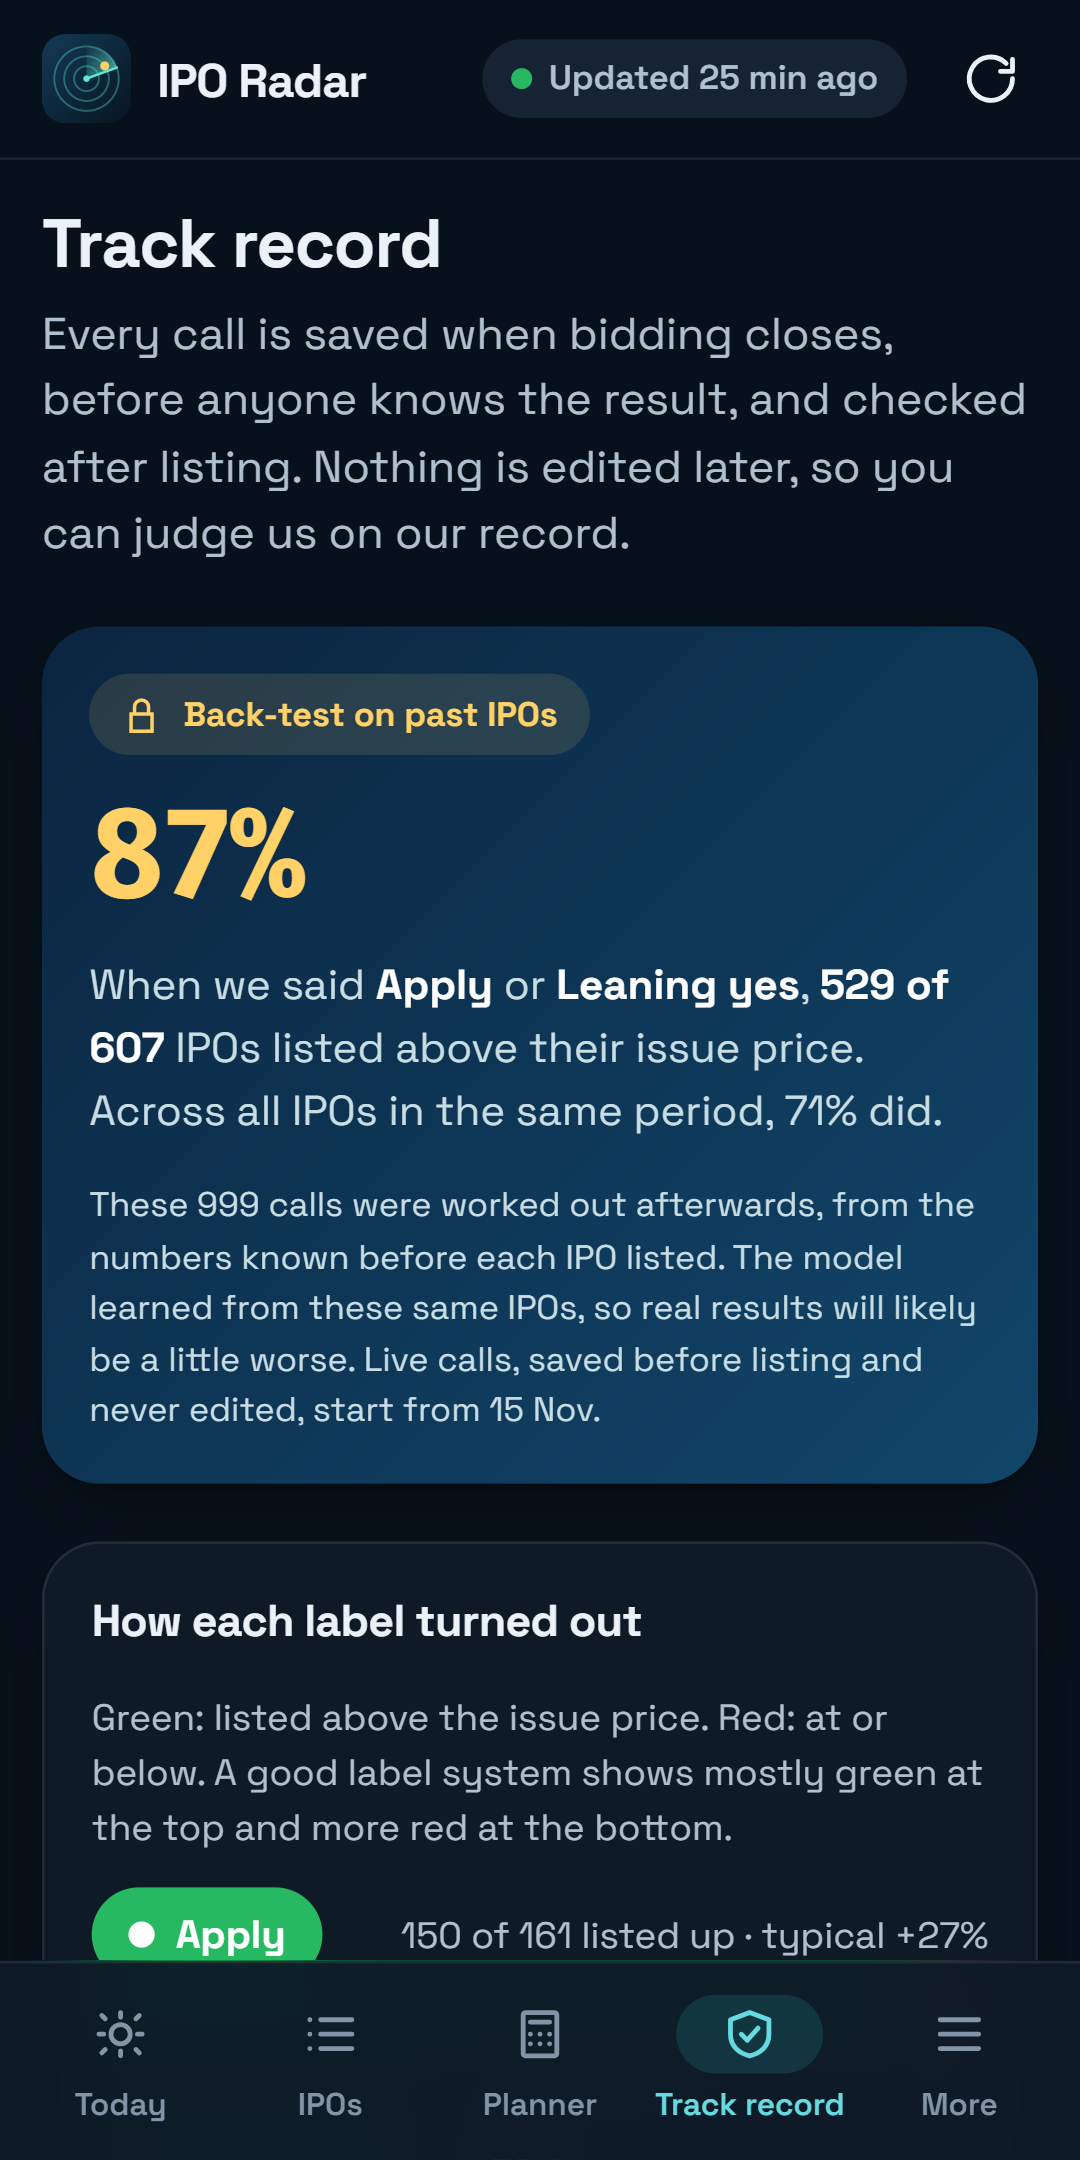 IPO Radar
Updated 25 min ago
Track record
Every call is saved when bidding closes,
before anyone knows the result, and checked
after listing. Nothing is edited later, so you
can judge us on our record.
Back-test on past IPOs
87%
When we said Apply or Leaning yes, 529 of
607 IPOs listed above their issue price.
Across all IPOs in the same period, 71% did.
These 999 calls were worked out afterwards, from the
numbers known before each IPO listed. The model
learned from these same IPOs, so real results will likely
be a little worse. Live calls, saved before listing and
never edited, start from 15 Nov.
How each label turned out
Green: listed above the issue price. Red: at or
below. A good label system shows mostly green at
the top and more red at the bottom.
Apply
150 of 161 listed up · typical +27%
Today
IPOs
Planner
Track record
More